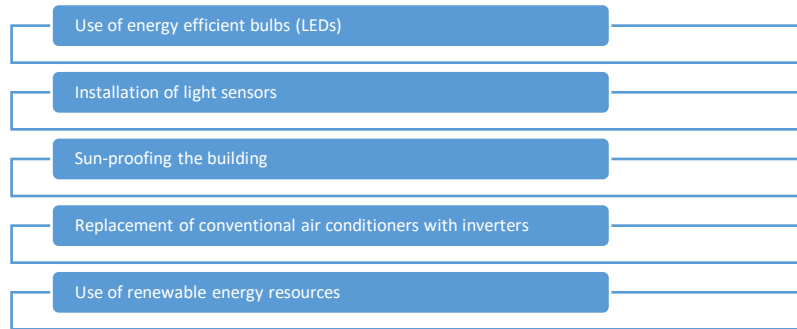 Use of energy efficient bulbs (LEDs)
Installation of light sensors
Sun-proofing the building
Replacement of conventional air conditioners with inverters
Use of renewable energy resources